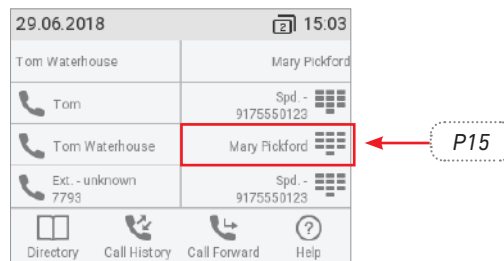 29.06.2018 2 15:03
Tom Waterhouse Mary Pickford
Tom Spd. -
9175550123
Tom Waterhouse Mary Pickford
P15
Ext. - unknown
7793
Spd. -
9175550123
Directory Call History Call Forward Help